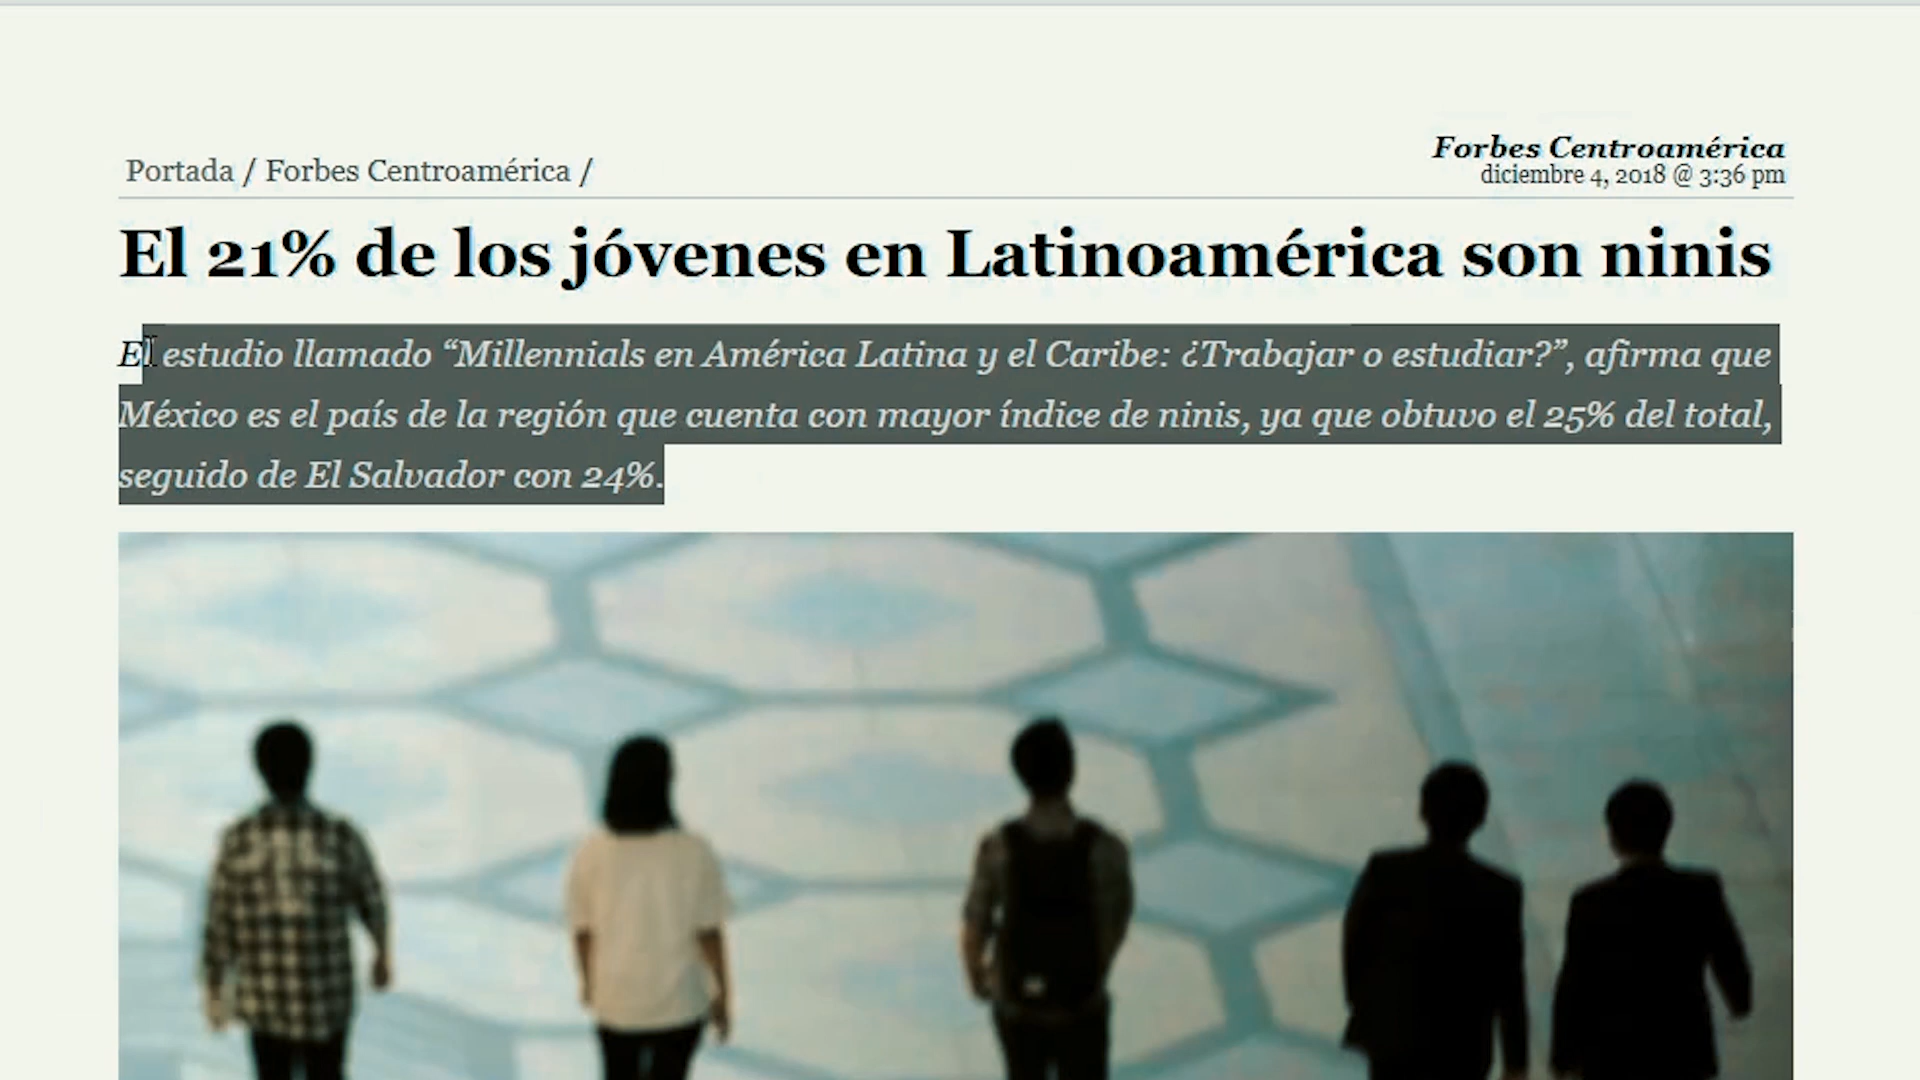 Forbes Centroamérica
Portada / Forbes Centroamérica /
diciembre 4, 2018 @ 3:36 pm
El 21% de los jóvenes en Latinoamérica son ninis
El estudio llamado “Millennials en América Latina y el Caribe: ¿Trabajar o estudiar?”, afirma que
México es el país de la región que cuenta con mayor índice de ninis, ya que obtuvo el 25% del total,
seguido de El Salvador con 24%.